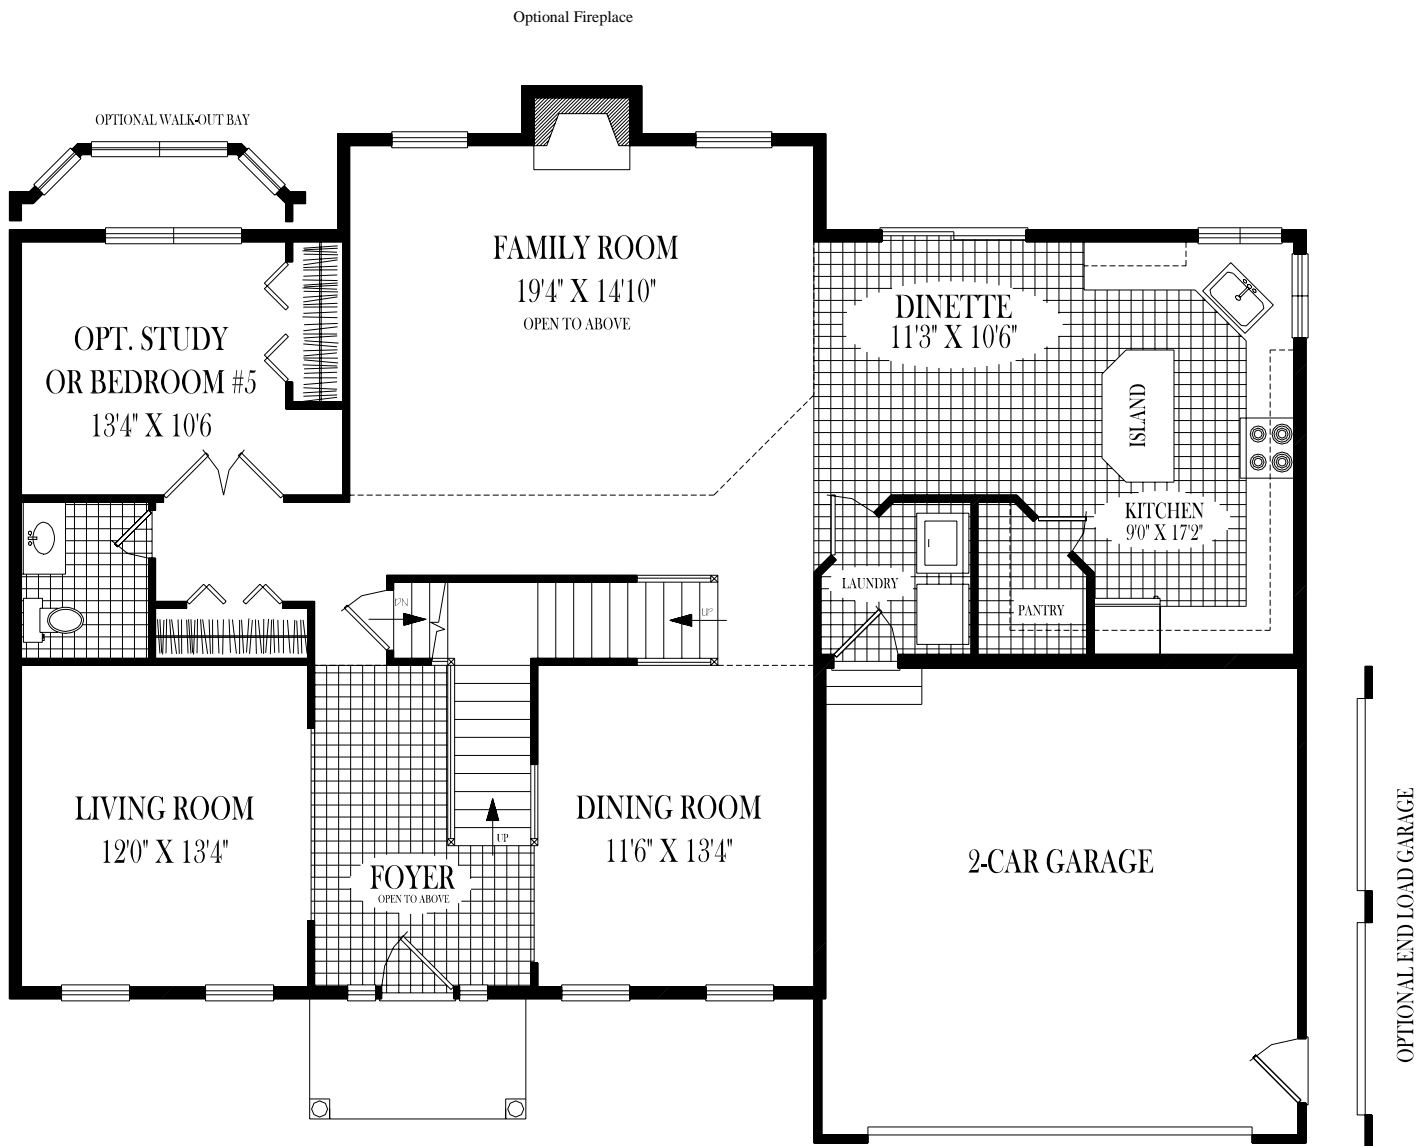 Optional Fireplace
OPTIONAL WALK-OUT BAY
FAMILY ROOM
19'4" X 14'10"
OPEN TO ABOVE
DINETTE
11'3" X 10'6"
OPT. STUDY
OR BEDROOM #5
13'4" X 10'6
ISLAND
KITCHEN
9'0" X 17'2"
LAUNDRY
PANTRY
DN
UP
LIVING ROOM
12'0" X 13'4"
DINING ROOM
11'6" X 13'4"
UP
FOYER
OPEN TO ABOVE
2-CAR GARAGE
OPTIONAL END LOAD GARAGE